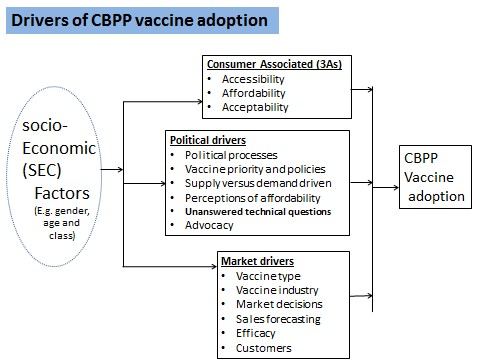 Drivers of CBPP vaccine adoption
socio-
Economic
(SEC)
Factors
(E.g. gender,
age and
class)
Consumer Associated (3As)
• Accessibility
• Affordability
• Acceptability
Political drivers
• Political processes
• Vaccine priority and policies
• Supply versus demand driven
• Perceptions of affordability
• Unanswered technical questions
• Advocacy
Market drivers
• Vaccine type
• Vaccine industry
• Market decisions
• Sales forecasting
• Efficacy
• Customers
CBPP
Vaccine
adoption